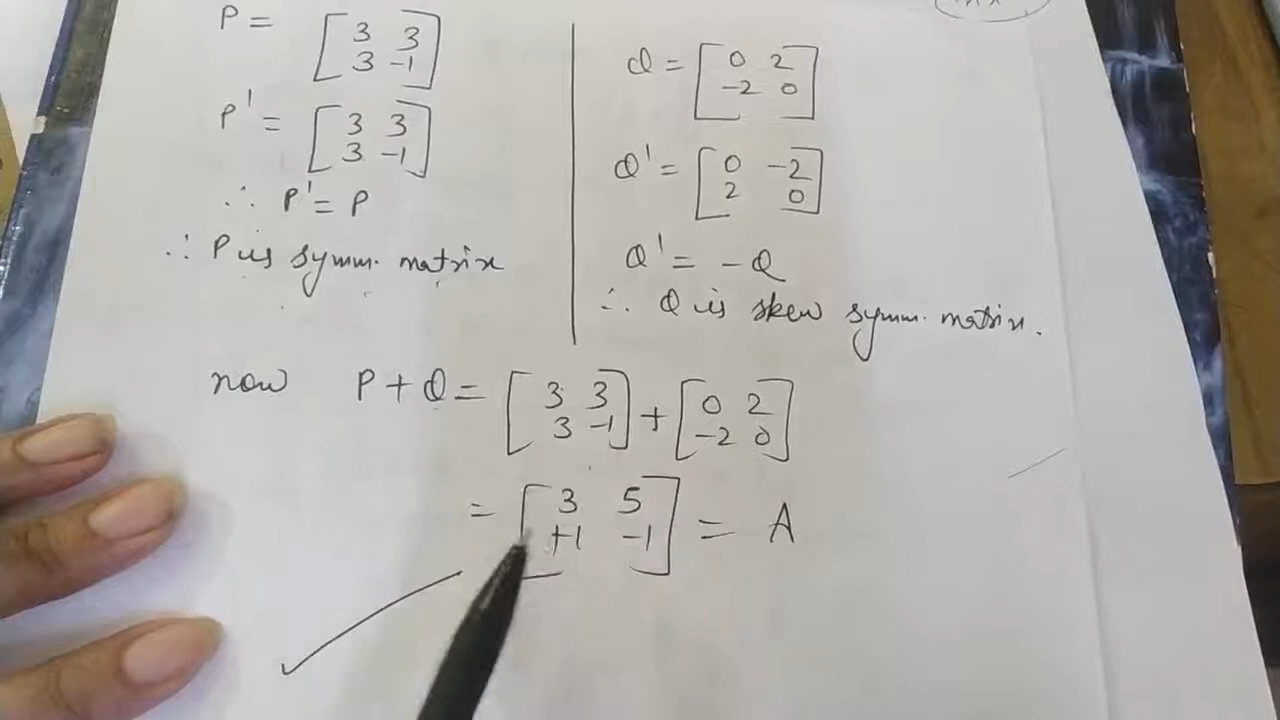 P = [ 3 3
3 -1 ]
P' = [ 3 3
3 -1 ]
∴ P' = P
∴ P is symm. matrix
Q = [ 0 2
-2 0 ]
Q' = [ 0 -2
2 0 ]
Q' = -Q
∴ Q is skew symm. matrix.
now P + Q = [ 3 3 ] + [ 0 2 ]
3 -1 -2 0
= [ 3 5 ] = A
+1 -1